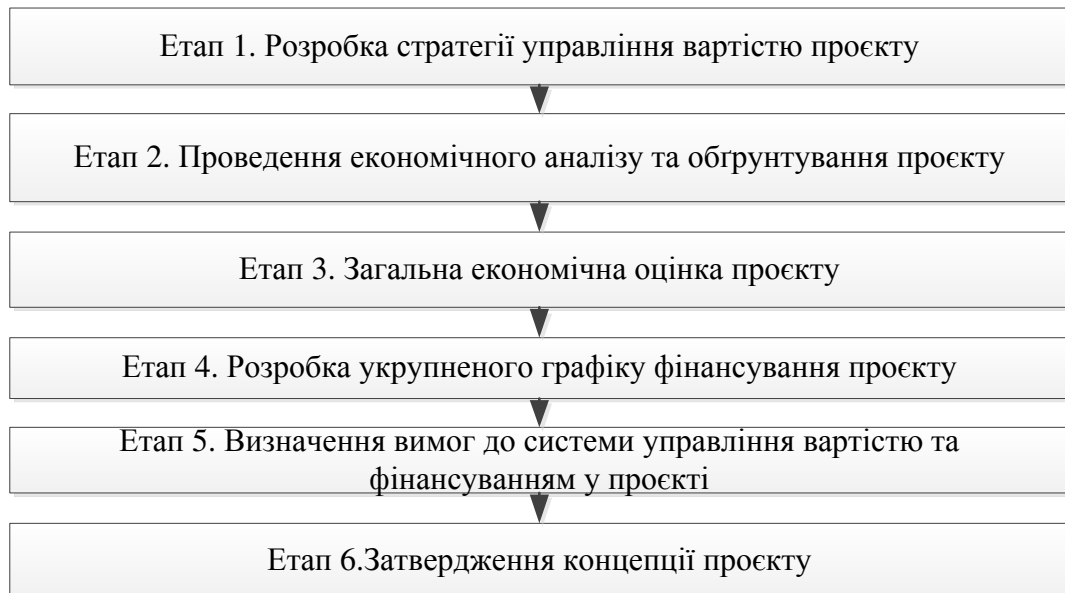 Етап 1. Розробка стратегії управління вартістю проєкту
Етап 2. Проведення економічного аналізу та обґрунтування проєкту
Етап 3. Загальна економічна оцінка проєкту
Етап 4. Розробка укрупненого графіку фінансування проєкту
Етап 5. Визначення вимог до системи управління вартістю та
фінансуванням у проєкті
Етап 6.Затвердження концепції проєкту